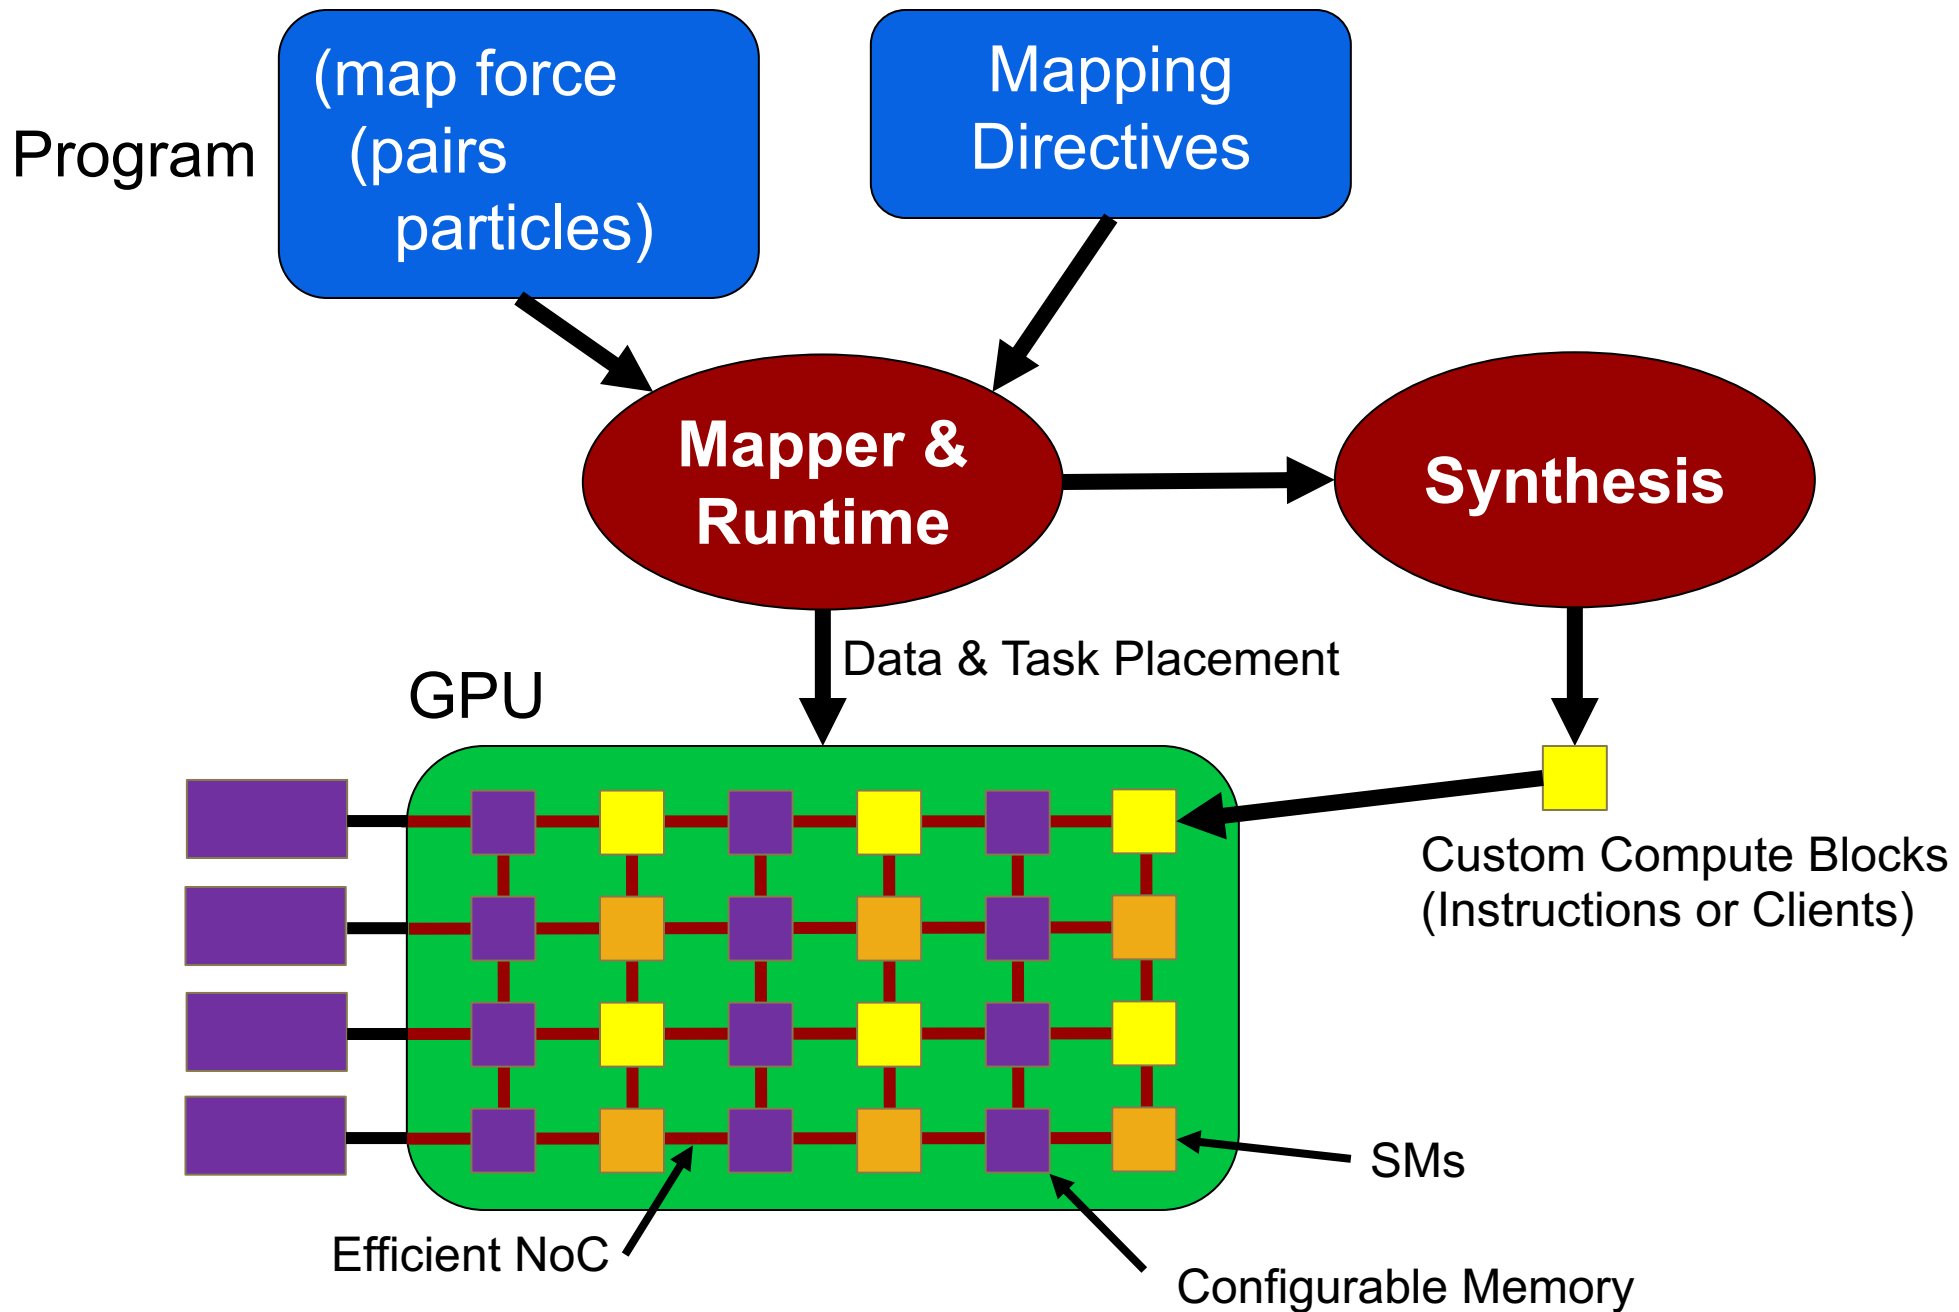 Program
(map force
(pairs
particles)
Mapping
Directives
Mapper &
Runtime
Synthesis
Data & Task Placement
GPU
Custom Compute Blocks
(Instructions or Clients)
SMs
Efficient NoC
Configurable Memory